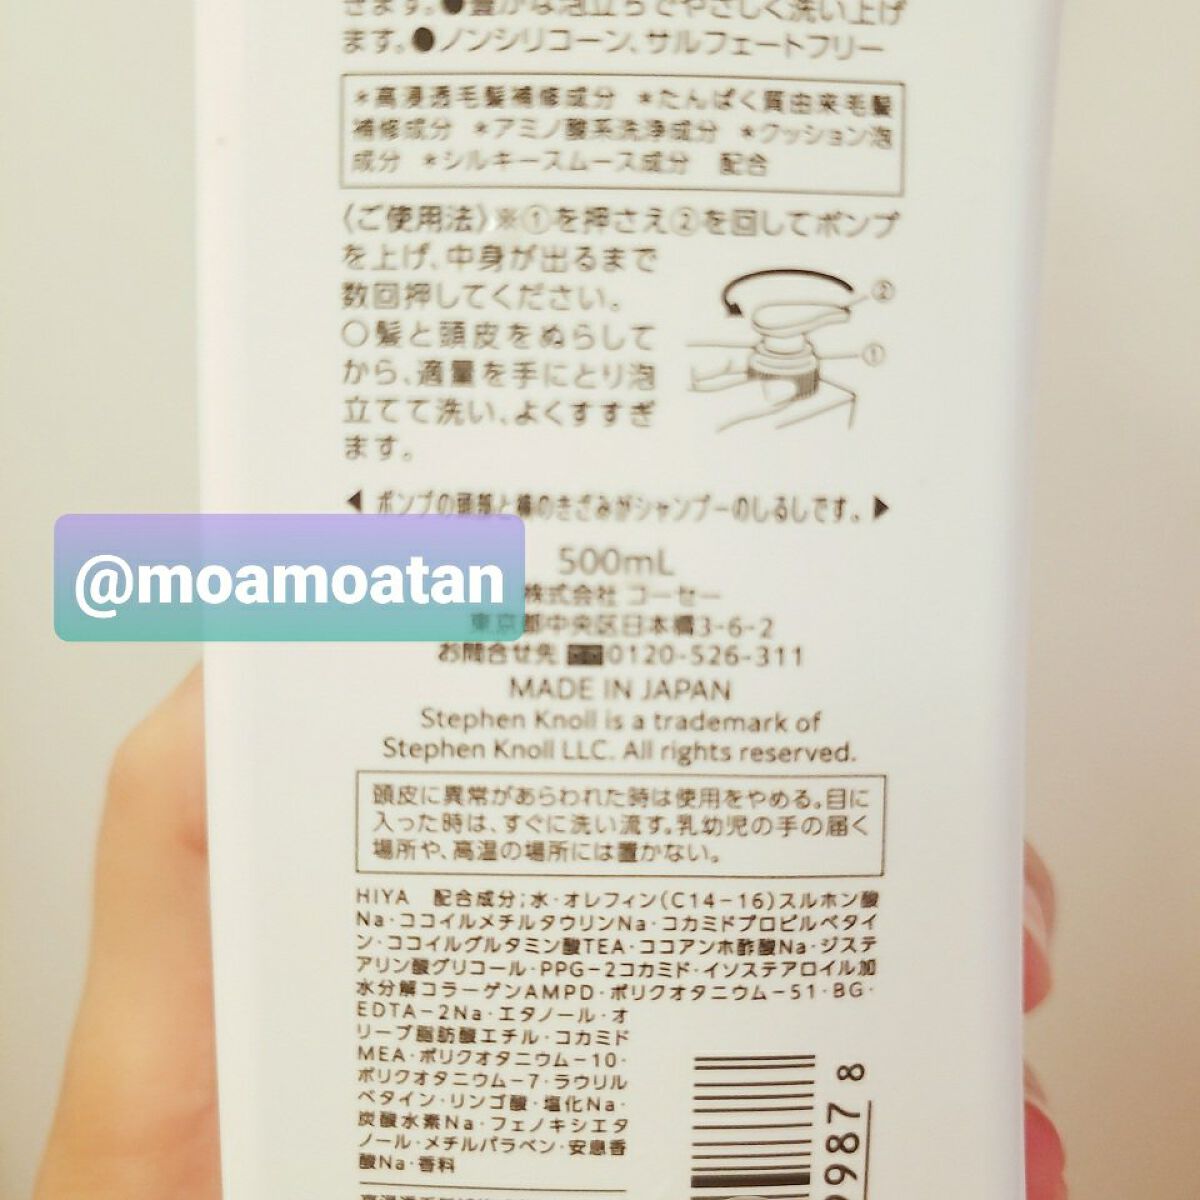 きます。●豊かな泡立ちでやさしく洗い上げ
ます。●ノンシリコーン、サルフェートフリー
＊高浸透毛髪補修成分 ＊たんぱく質由来毛髪
補修成分 ＊アミノ酸系洗浄成分 ＊クッション泡
成分 ＊シルキースムース成分 配合
〈ご使用法〉※①を押さえ②を回してポンプ
を上げ、中身が出るまで
数回押してください。
○髪と頭皮をぬらして
から、適量を手にとり泡
立てて洗い、よくすすぎ
ます。
②
①
◀ ポンプの頭部と横のきざみがシャンプーのしるしです。▶
500mL
@moamoatan
株式会社 コーセー
東京都中央区日本橋3-6-2
お問合せ先 0120-526-311
MADE IN JAPAN
Stephen Knoll is a trademark of
Stephen Knoll LLC. All rights reserved.
頭皮に異常があらわれた時は使用をやめる。目に
入った時は、すぐに洗い流す。乳幼児の手の届く
場所や、高温の場所には置かない。
HIYA 配合成分；水・オレフィン(C14-16)スルホン酸
Na・ココイルメチルタウリンNa・コカミドプロピルベタイ
ン・ココイルグルタミン酸TEA・ココアンホ酢酸Na・ジステ
アリン酸グリコール・PPG-2コカミド・イソステアロイル加
水分解コラーゲンAMPD・ポリクオタニウム-51・BG・
EDTA-2Na・エタノール・オ
リーブ脂肪酸エチル・コカミド
MEA・ポリクオタニウム-10・
ポリクオタニウム-7・ラウリル
ベタイン・リンゴ酸・塩化Na・
炭酸水素Na・フェノキシエタ
ノール・メチルパラベン・安息香
酸Na・香料
9987 8